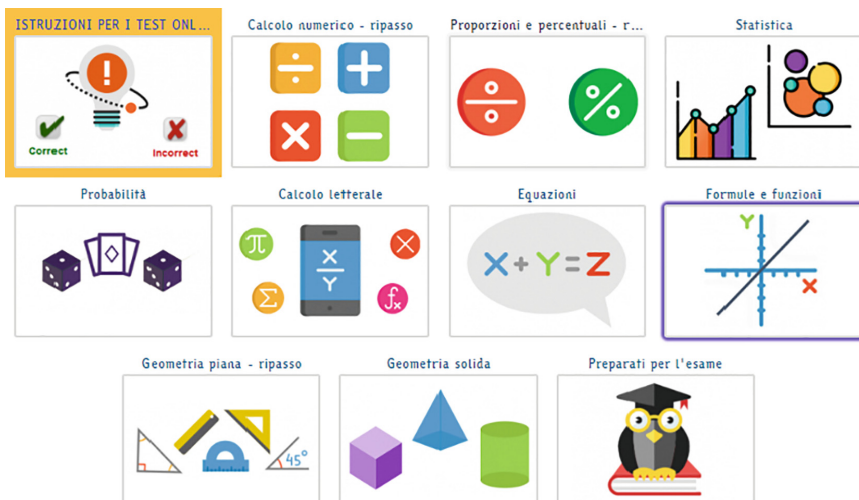 ISTRUZIONI PER I TEST ONL...
Calcolo numerico - ripasso
Proporzioni e percentuali - r...
Statistica
Correct
Incorrect
Probabilità
Calcolo letterale
Equazioni
Formule e funzioni
π
X
Y
Σ
fx
X + Y = Z
Y
X
Geometria piana - ripasso
Geometria solida
Preparati per l'esame
45°